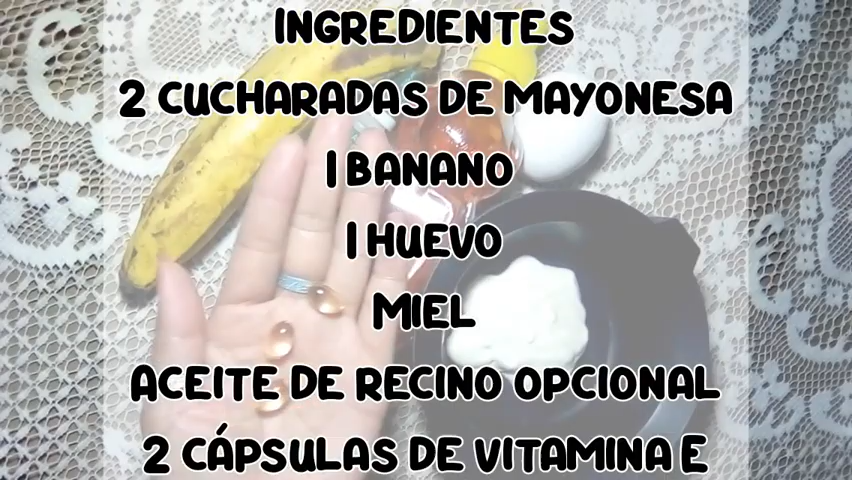 INGREDIENTES
2 CUCHARADAS DE MAYONESA
1 BANANO
1 HUEVO
MIEL
ACEITE DE RECINO OPCIONAL
2 CÁPSULAS DE VITAMINA E